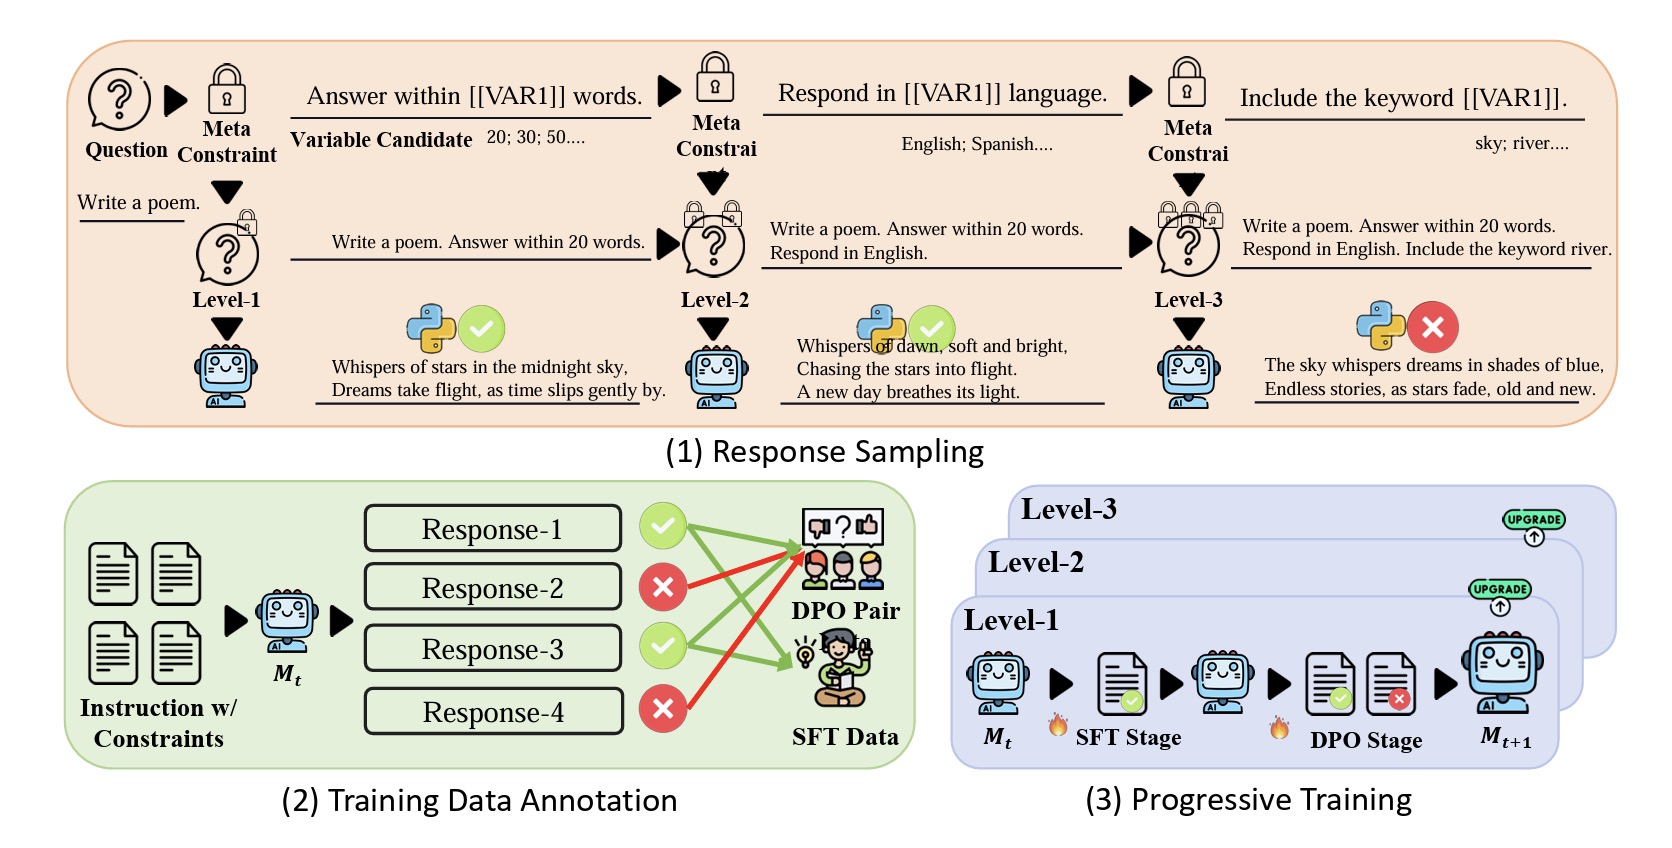 Question
Meta
Constraint
Answer within [[VAR1]] words.
Variable Candidate 20; 30; 50....
Meta
Constrai
Respond in [[VAR1]] language.
English; Spanish....
Meta
Constrai
Include the keyword [[VAR1]].
sky; river....
Write a poem.
Level-1
Write a poem. Answer within 20 words.
Level-2
Write a poem. Answer within 20 words.
Respond in English.
Level-3
Write a poem. Answer within 20 words.
Respond in English. Include the keyword river.
AI
Whispers of stars in the midnight sky,
Dreams take flight, as time slips gently by.
AI
Whispers of dawn, soft and bright,
Chasing the stars into flight.
A new day breathes its light.
AI
The sky whispers dreams in shades of blue,
Endless stories, as stars fade, old and new.
(1) Response Sampling
Instruction w/
Constraints
AI
M_t
Response-1
Response-2
Response-3
Response-4
DPO Pair
SFT Data
(2) Training Data Annotation
Level-3
UPGRADE
Level-2
UPGRADE
Level-1
AI
M_t
SFT Stage
AI
DPO Stage
AI
M_{t+1}
(3) Progressive Training